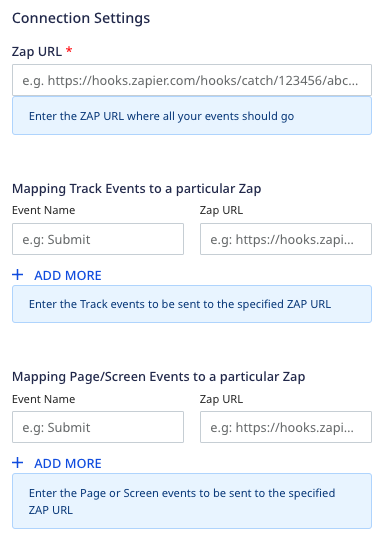 Connection Settings
Zap URL *
e.g. https://hooks.zapier.com/hooks/catch/123456/abc...
Enter the ZAP URL where all your events should go
Mapping Track Events to a particular Zap
Event Name
Zap URL
e.g: Submit
e.g: https://hooks.zapi...
+ ADD MORE
Enter the Track events to be sent to the specified ZAP URL
Mapping Page/Screen Events to a particular Zap
Event Name
Zap URL
e.g: Submit
e.g: https://hooks.zapi...
+ ADD MORE
Enter the Page or Screen events to be sent to the specified
ZAP URL